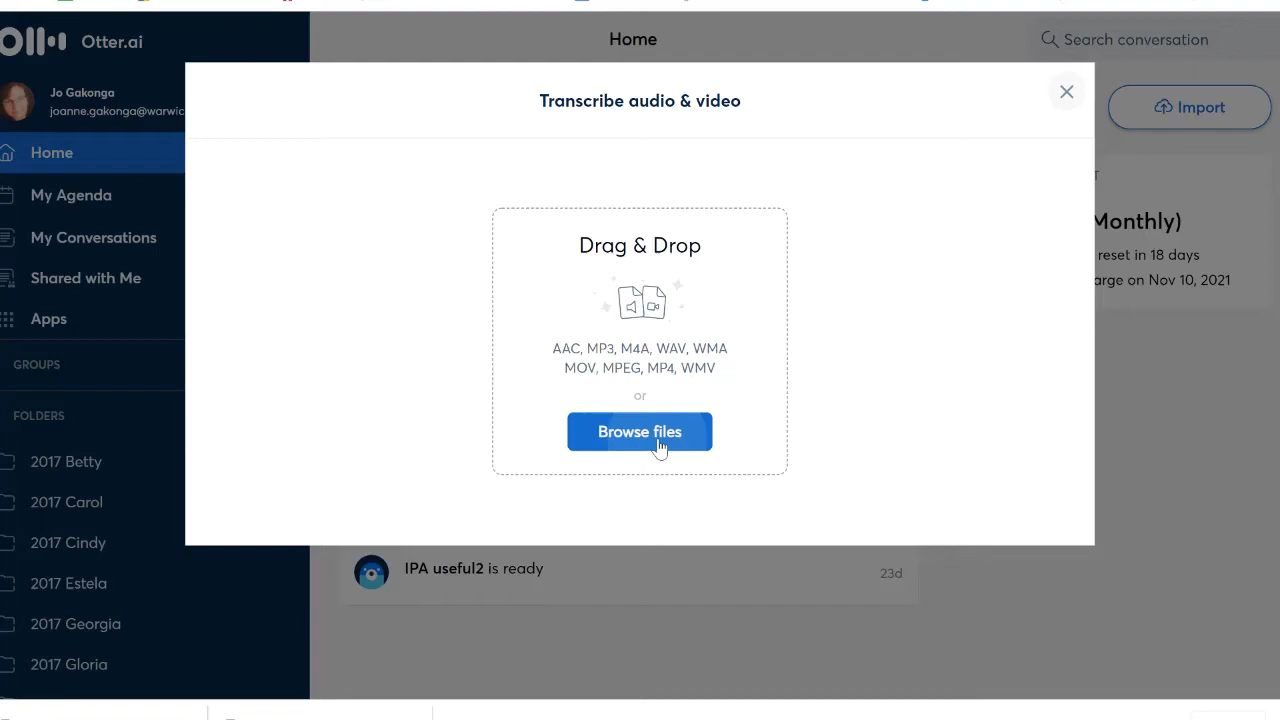 Otter.ai
Home
Search conversation
Jo Gakonga
joanne.gakonga@warwic
Transcribe audio & video
Import
Home
My Agenda
My Conversations
Shared with Me
Apps
GROUPS
FOLDERS
2017 Betty
2017 Carol
2017 Cindy
2017 Estela
2017 Georgia
2017 Gloria
Drag & Drop
AAC, MP3, M4A, WAV, WMA
MOV, MPEG, MP4, WMV
or
Browse files
T
Monthly)
reset in 18 days
arge on Nov 10, 2021
IPA useful2 is ready
23d